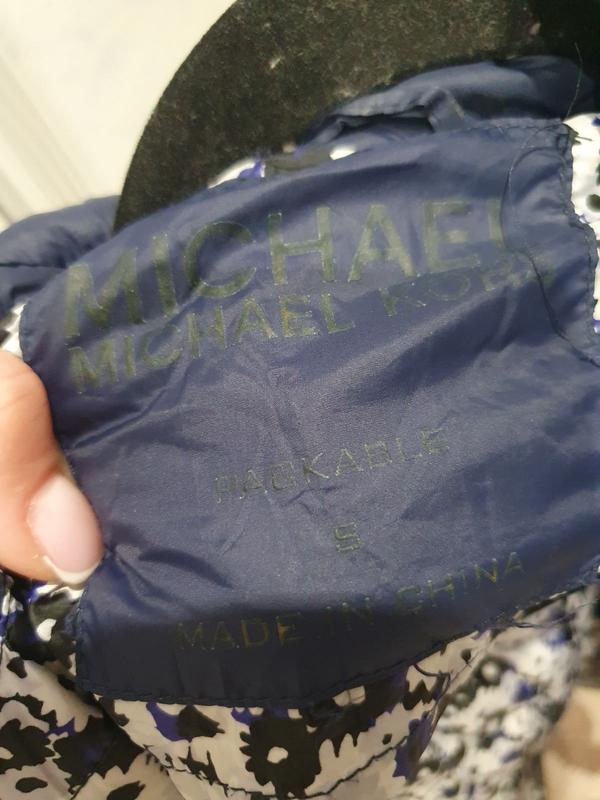 MICHAEL
MICHAEL KORS
PACKABLE
S
MADE IN CHINA